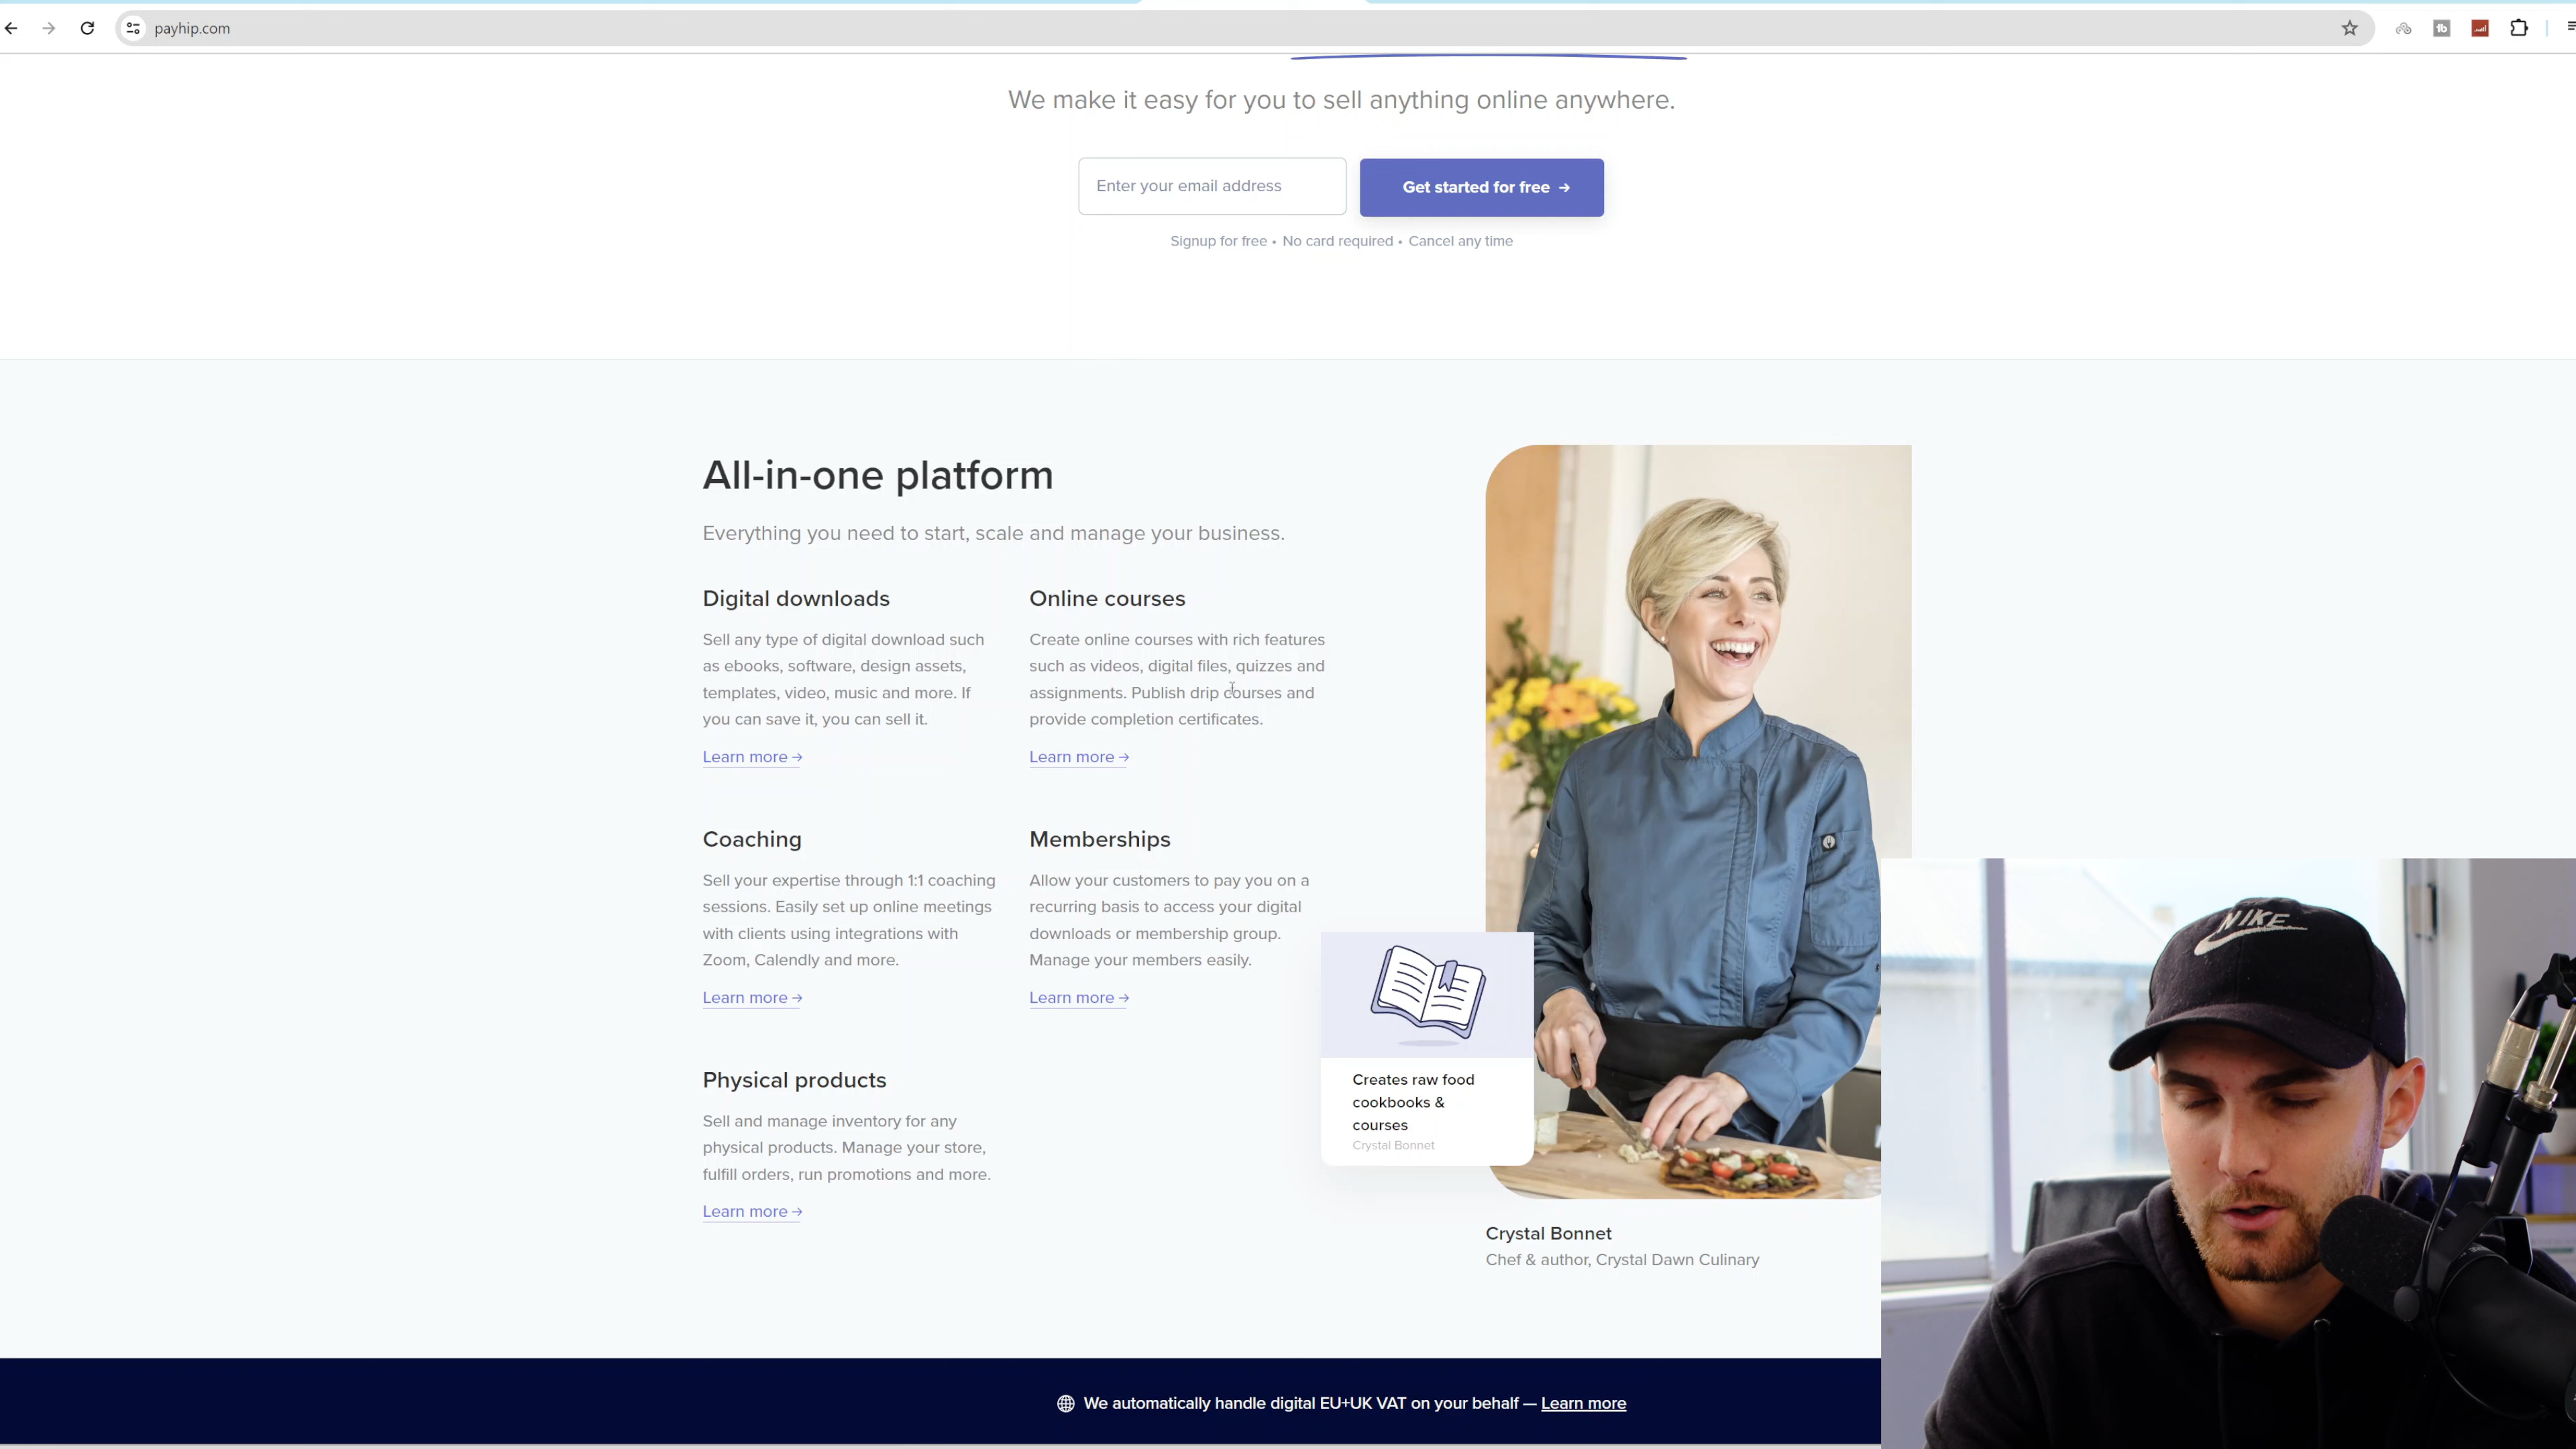 payhip.com
We make it easy for you to sell anything online anywhere.
Enter your email address
Get started for free →
Signup for free • No card required • Cancel any time
All-in-one platform
Everything you need to start, scale and manage your business.
Digital downloads
Sell any type of digital download such
as ebooks, software, design assets,
templates, video, music and more. If
you can save it, you can sell it.
Learn more →
Online courses
Create online courses with rich features
such as videos, digital files, quizzes and
assignments. Publish drip courses and
provide completion certificates.
Learn more →
Coaching
Sell your expertise through 1:1 coaching
sessions. Easily set up online meetings
with clients using integrations with
Zoom, Calendly and more.
Learn more →
Memberships
Allow your customers to pay you on a
recurring basis to access your digital
downloads or membership group.
Manage your members easily.
Learn more →
Physical products
Sell and manage inventory for any
physical products. Manage your store,
fulfill orders, run promotions and more.
Learn more →
Creates raw food
cookbooks &
courses
Crystal Bonnet
Crystal Bonnet
Chef & author, Crystal Dawn Culinary
NIKE
We automatically handle digital EU+UK VAT on your behalf — Learn more